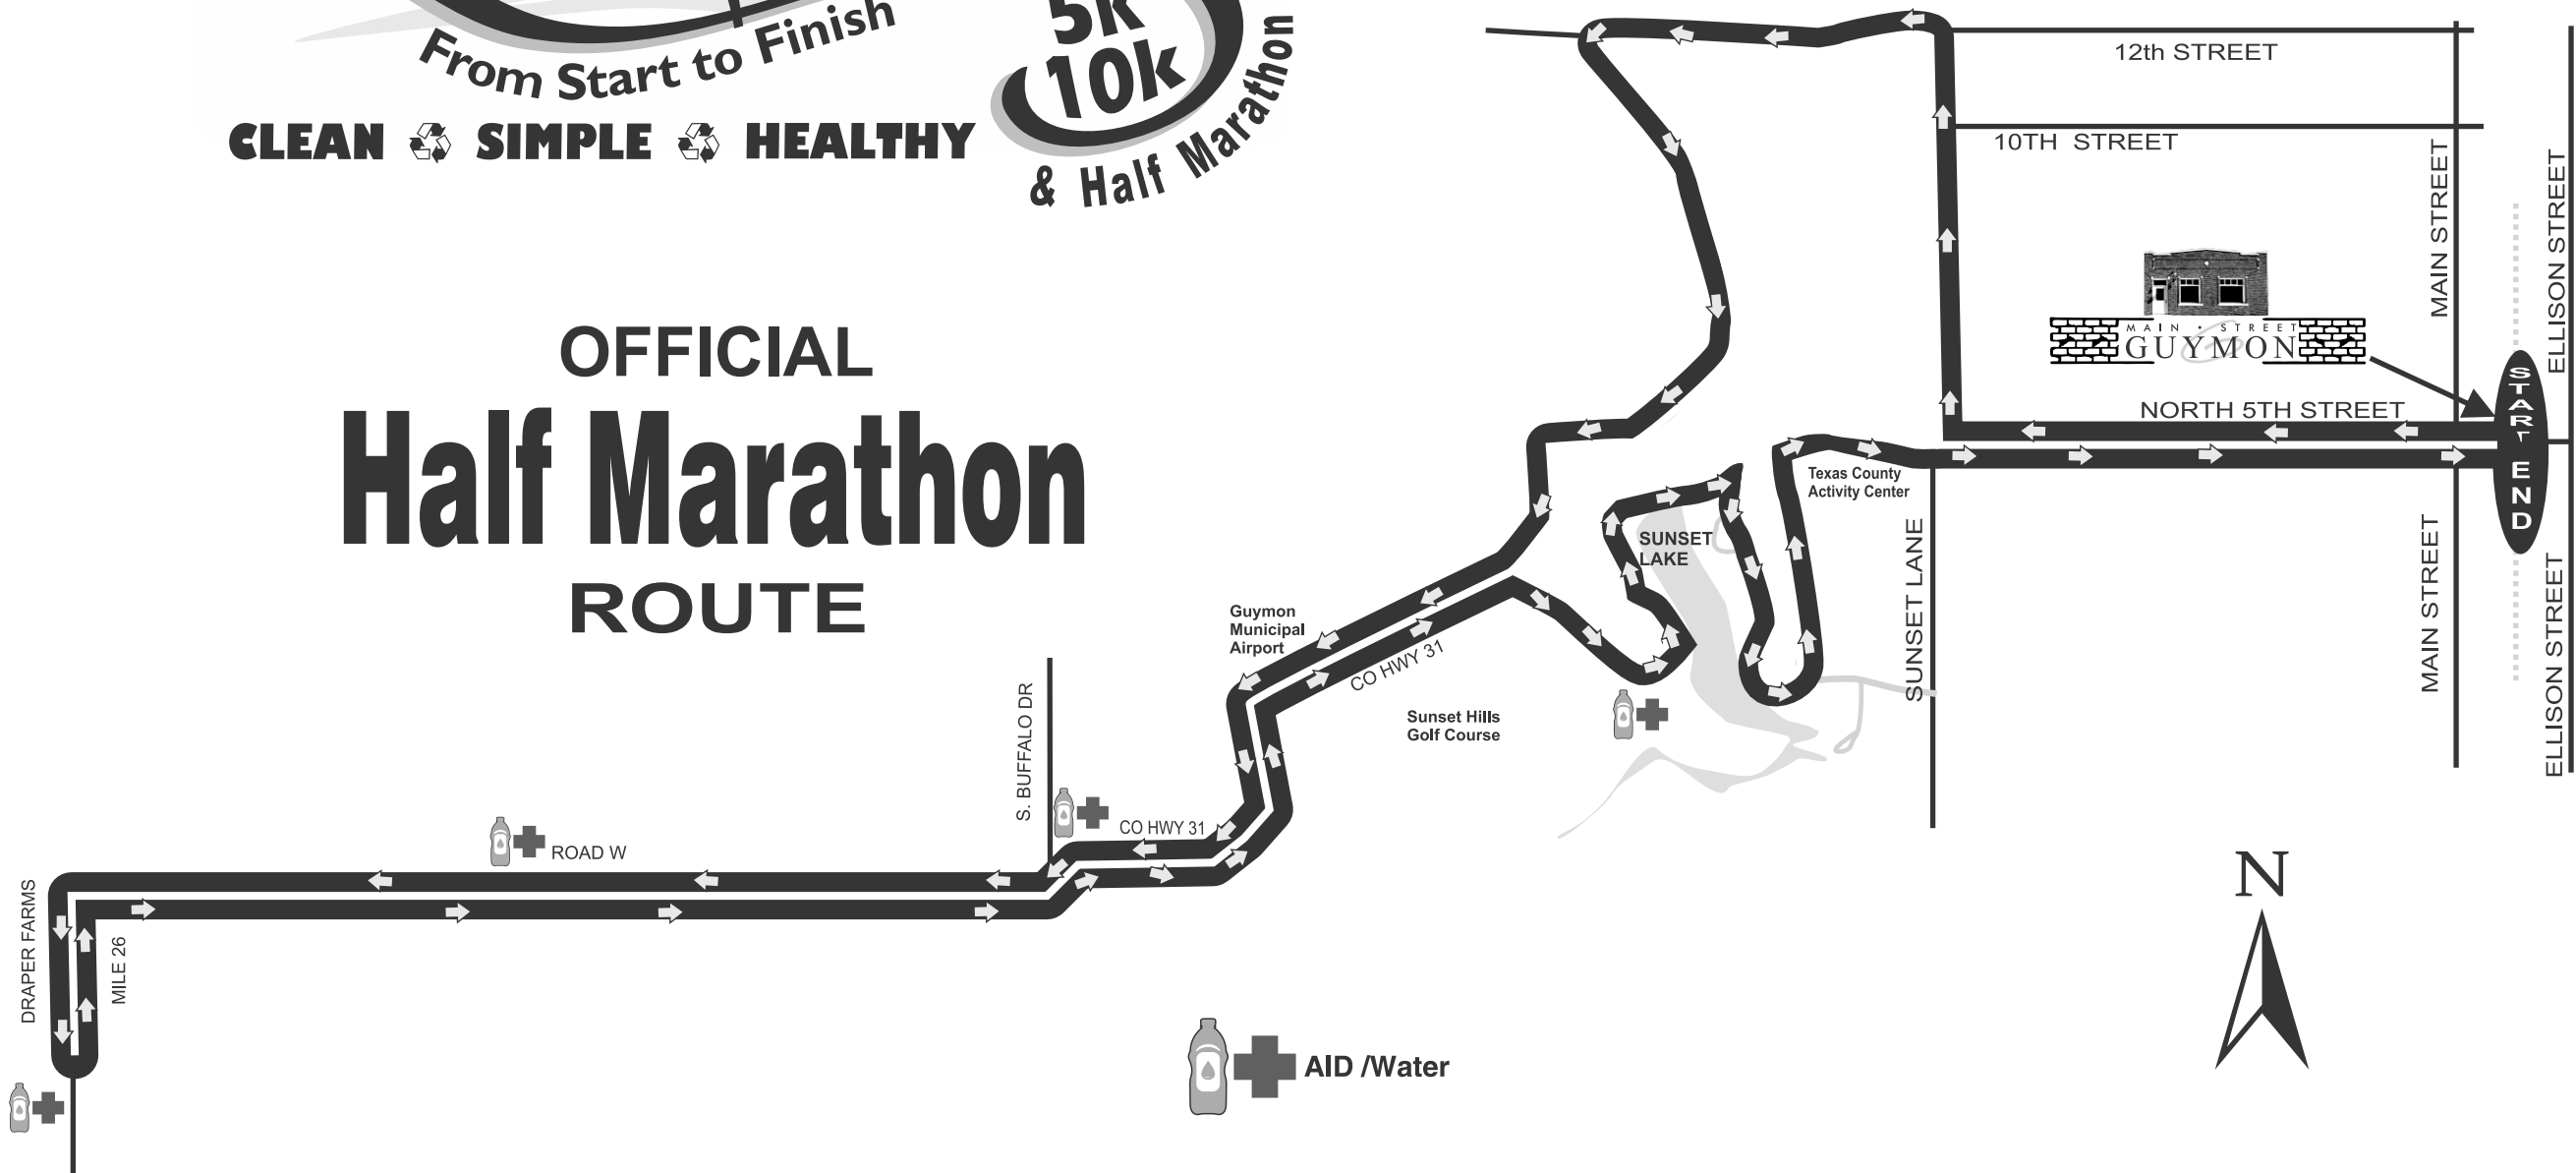 From Start to Finish
CLEAN SIMPLE HEALTHY
5k
10k
& Half Marathon
OFFICIAL
Half Marathon
ROUTE
12th STREET
10TH STREET
MAIN STREET
ELLISON STREET
MAIN • STREET
GUYMON
NORTH 5TH STREET
START
END
Texas County
Activity Center
SUNSET
LAKE
SUNSET LANE
MAIN STREET
ELLISON STREET
Guymon
Municipal
Airport
CO HWY 31
Sunset Hills
Golf Course
S. BUFFALO DR
CO HWY 31
ROAD W
DRAPER FARMS
MILE 26
N
AID /Water